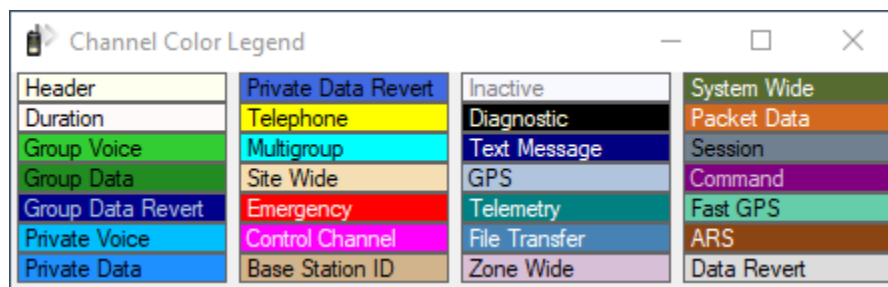 Channel Color Legend
Header
Duration
Group Voice
Group Data
Group Data Revert
Private Voice
Private Data
Private Data Revert
Telephone
Multigroup
Site Wide
Emergency
Control Channel
Base Station ID
Inactive
Diagnostic
Text Message
GPS
Telemetry
File Transfer
Zone Wide
System Wide
Packet Data
Session
Command
Fast GPS
ARS
Data Revert